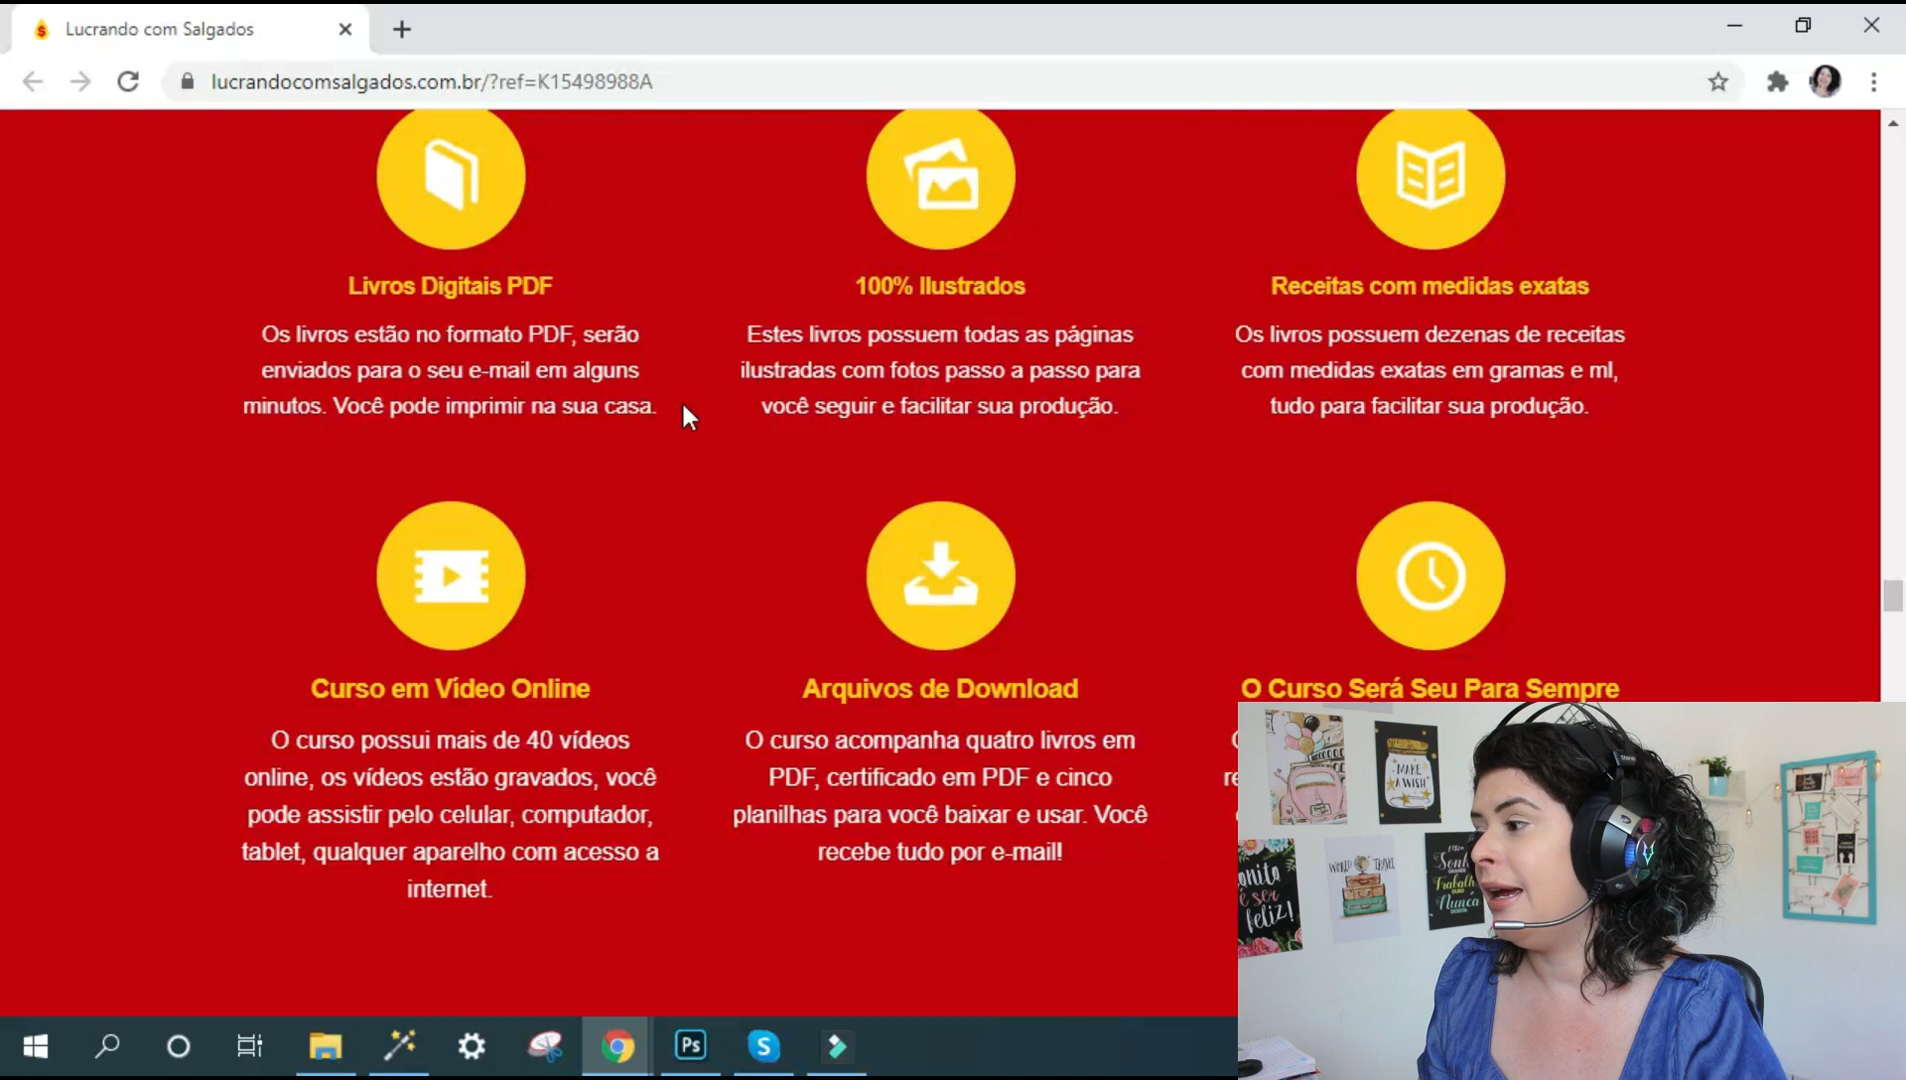 Lucrando com Salgados
lucrandocomsalgados.com.br/?ref=K15498988A
Livros Digitais PDF
Os livros estão no formato PDF, serão
enviados para o seu e-mail em alguns
minutos. Você pode imprimir na sua casa.
100% Ilustrados
Estes livros possuem todas as páginas
ilustradas com fotos passo a passo para
você seguir e facilitar sua produção.
Receitas com medidas exatas
Os livros possuem dezenas de receitas
com medidas exatas em gramas e ml,
tudo para facilitar sua produção.
Curso em Vídeo Online
O curso possui mais de 40 vídeos
online, os vídeos estão gravados, você
pode assistir pelo celular, computador,
tablet, qualquer aparelho com acesso a
internet.
Arquivos de Download
O curso acompanha quatro livros em
PDF, certificado em PDF e cinco
planilhas para você baixar e usar. Você
recebe tudo por e-mail!
O Curso Será Seu Para Sempre
MAKE
A WISH
WORLD TRAVEL
é ser
feliz!
Nunca
Ps
S